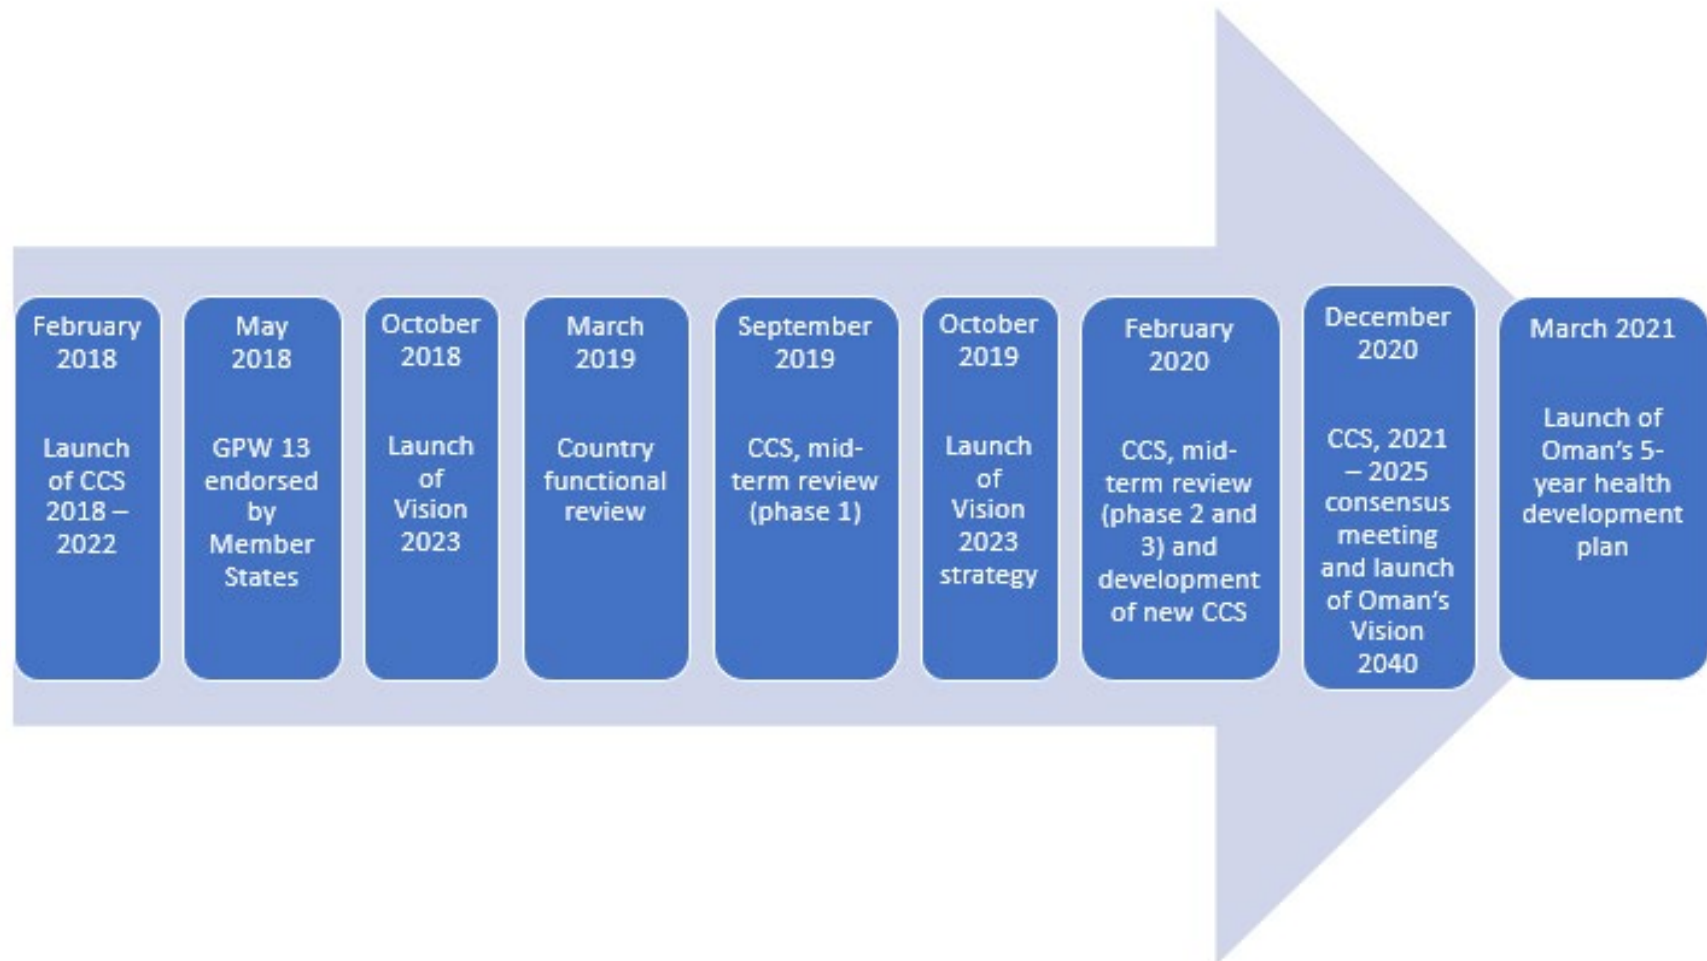 February
2018
Launch
of CCS
2018 –
2022
May
2018
GPW 13
endorsed
by
Member
States
October
2018
Launch
of
Vision
2023
March
2019
Country
functional
review
September
2019
CCS, mid-
term review
(phase 1)
October
2019
Launch
of
Vision
2023
strategy
February
2020
CCS, mid-
term review
(phase 2 and
3) and
development
of new CCS
December
2020
CCS, 2021
– 2025
consensus
meeting
and launch
of Oman’s
Vision
2040
March 2021
Launch of
Oman’s 5-
year health
development
plan